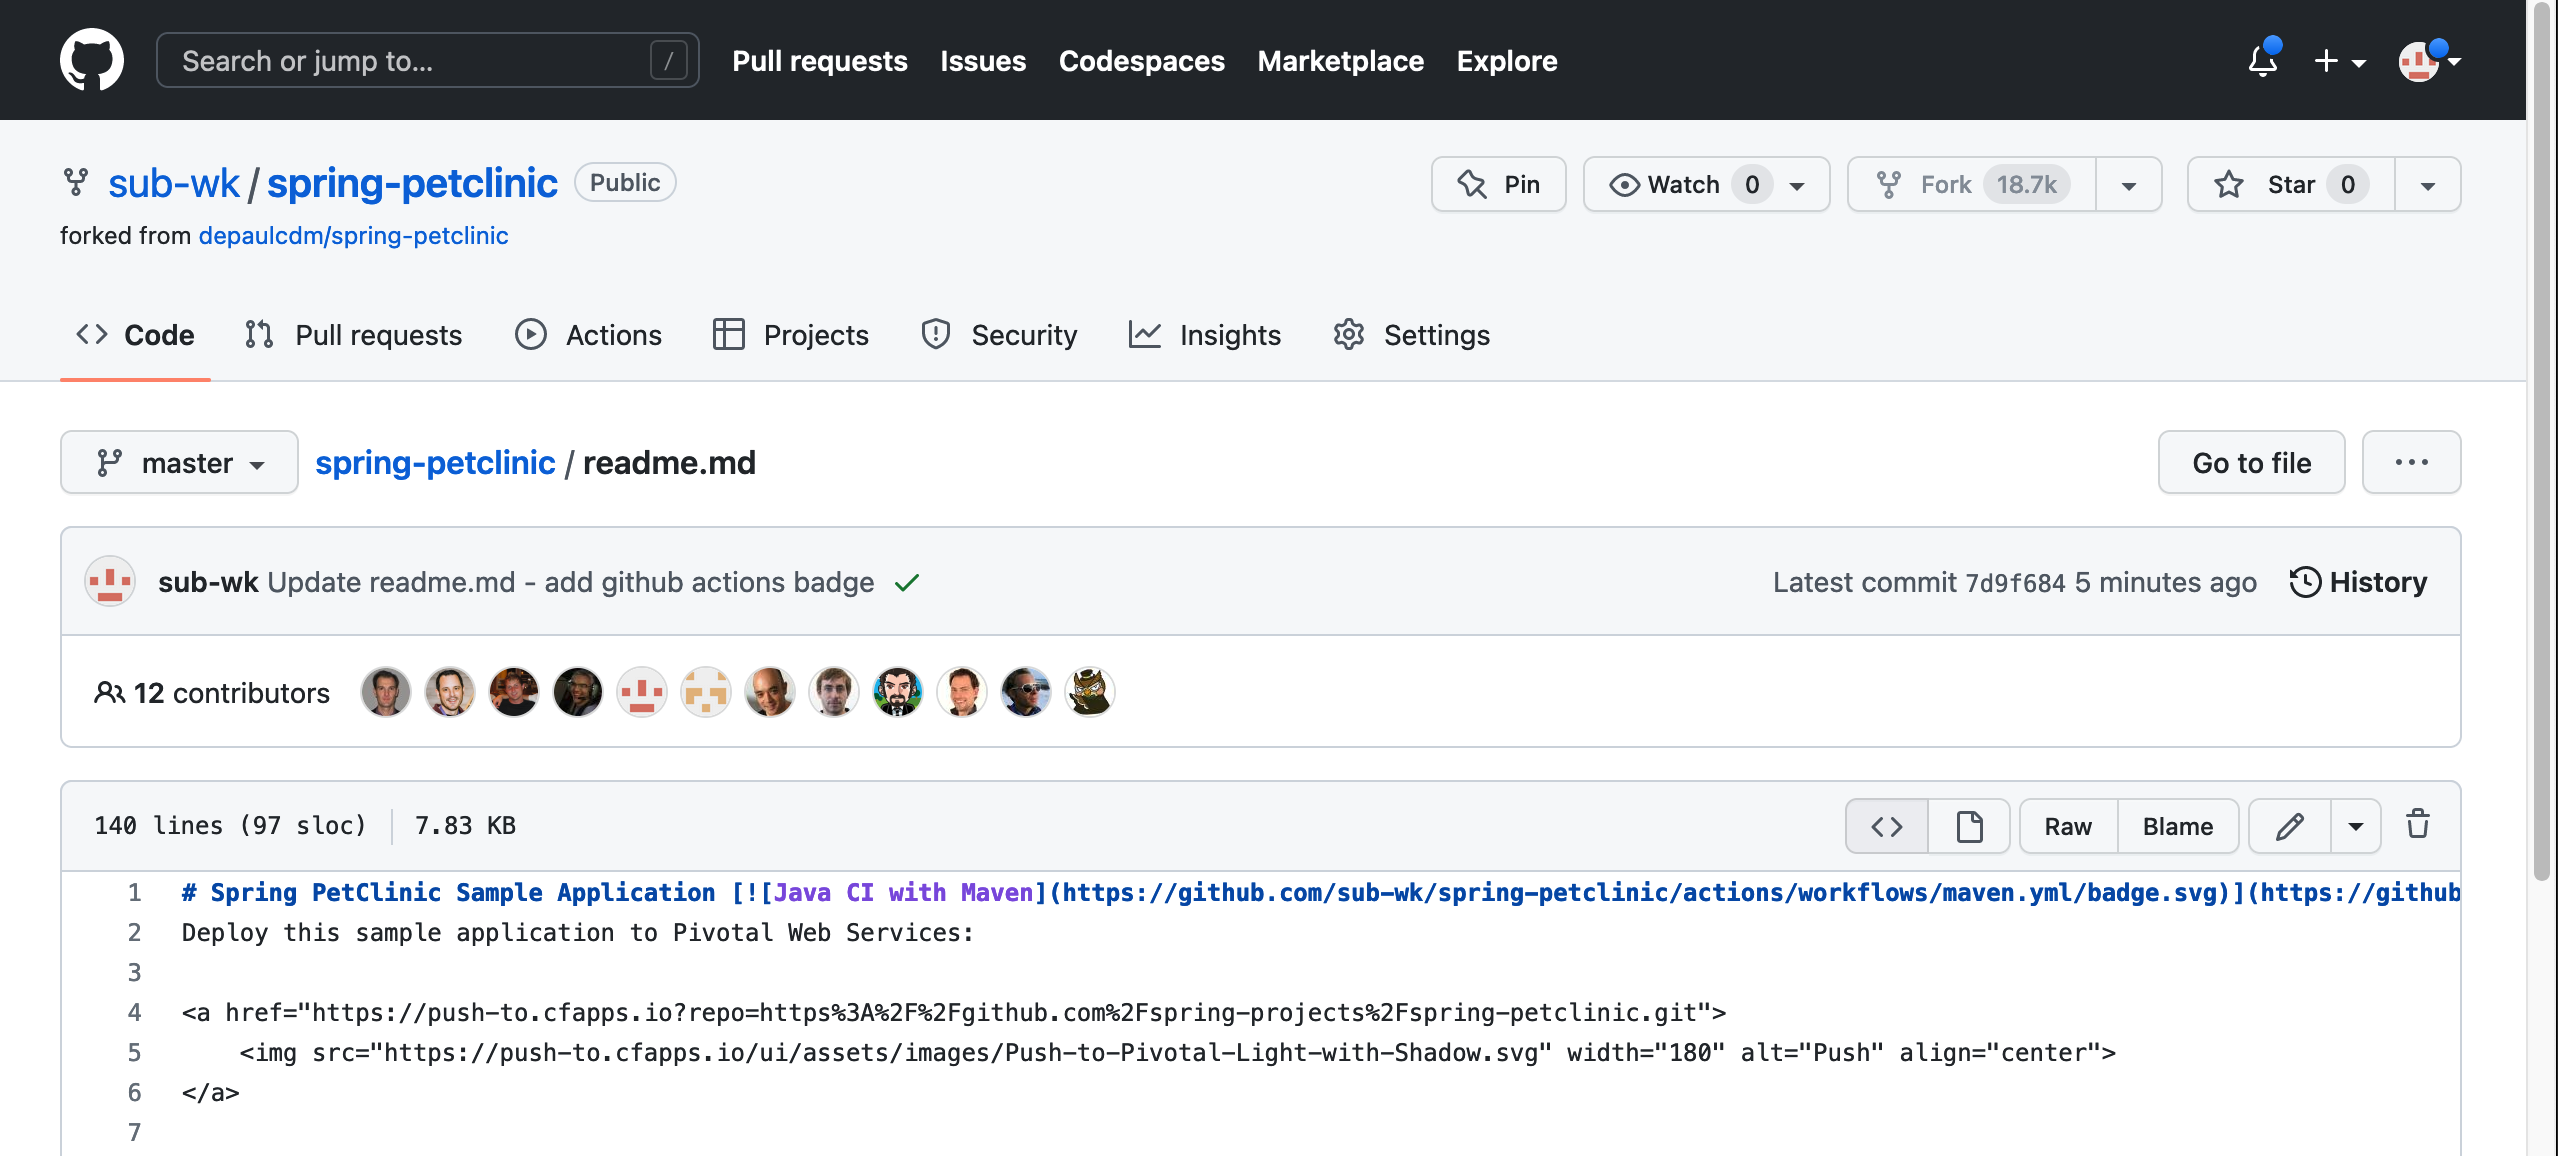 Search or jump to... /
Pull requests Issues Codespaces Marketplace Explore
sub-wk / spring-petclinic Public
Pin Watch 0 Fork 18.7k Star 0
forked from depaulcdm/spring-petclinic
Code Pull requests Actions Projects Security Insights Settings
master spring-petclinic / readme.md Go to file ...
sub-wk Update readme.md - add github actions badge Latest commit 7d9f684 5 minutes ago History
12 contributors
140 lines (97 sloc) 7.83 KB Raw Blame
1 # Spring PetClinic Sample Application [![Java CI with Maven](https://github.com/sub-wk/spring-petclinic/actions/workflows/maven.yml/badge.svg)](https://github
2 Deploy this sample application to Pivotal Web Services:
3
4 <a href="https://push-to.cfapps.io?repo=https%3A%2F%2Fgithub.com%2Fspring-projects%2Fspring-petclinic.git">
5 <img src="https://push-to.cfapps.io/ui/assets/images/Push-to-Pivotal-Light-with-Shadow.svg" width="180" alt="Push" align="center">
6 </a>
7